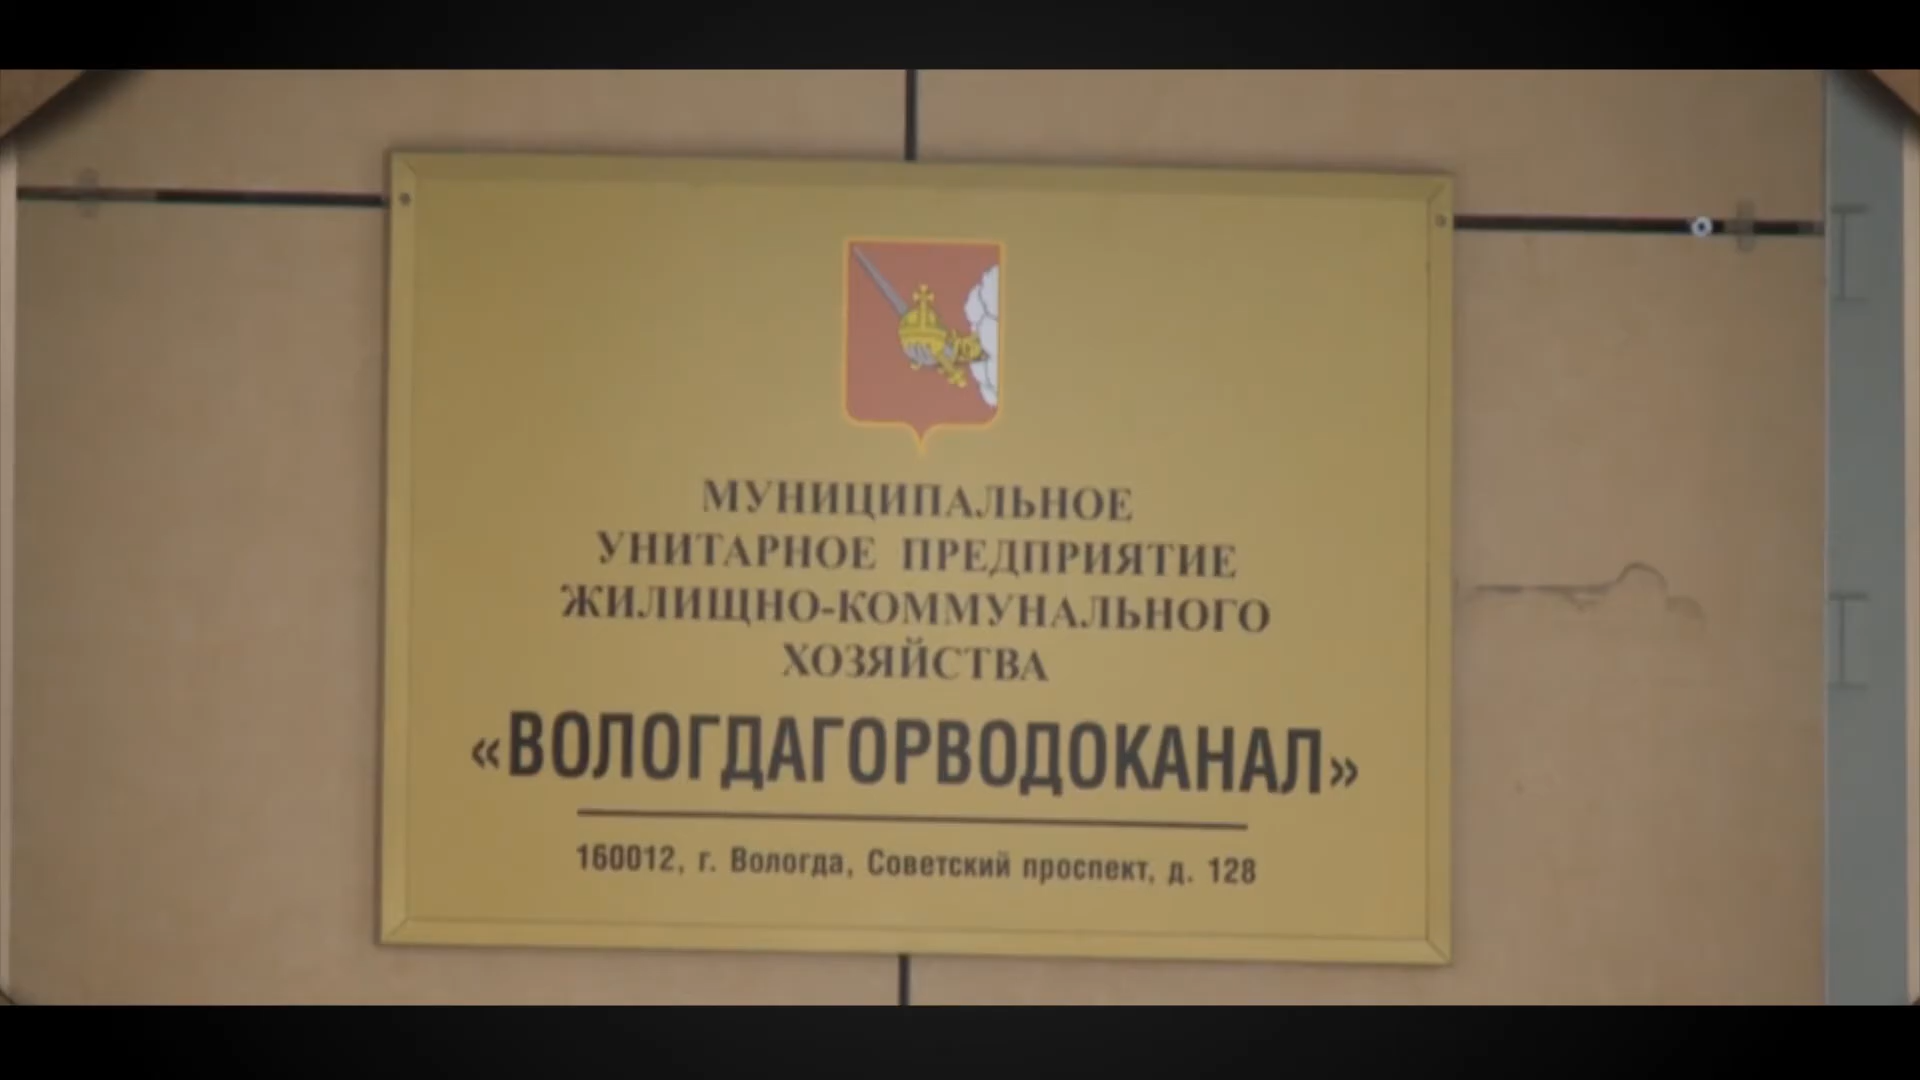 МУНИЦИПАЛЬНОЕ
УНИТАРНОЕ ПРЕДПРИЯТИЕ
ЖИЛИЩНО-КОММУНАЛЬНОГО
ХОЗЯЙСТВА
«ВОЛОГДАГОРВОДОКАНАЛ»
160012, г. Вологда, Советский проспект, д. 128